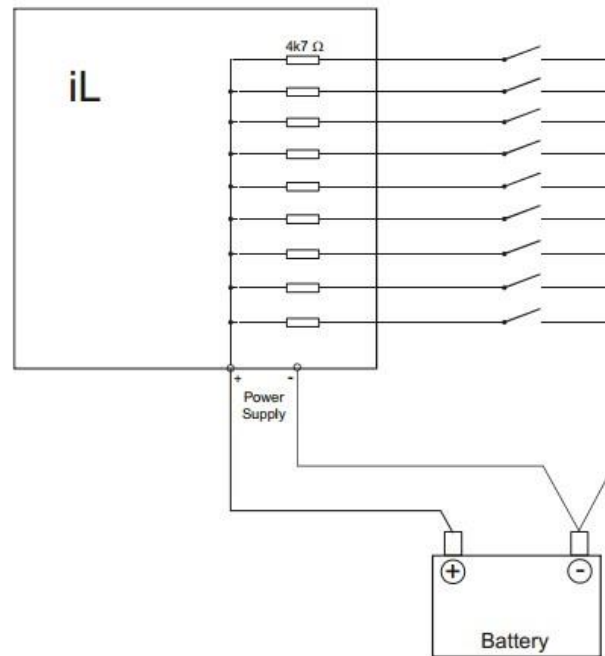 4k7 Ω
iL
+ -
Power
Supply
+ -
Battery